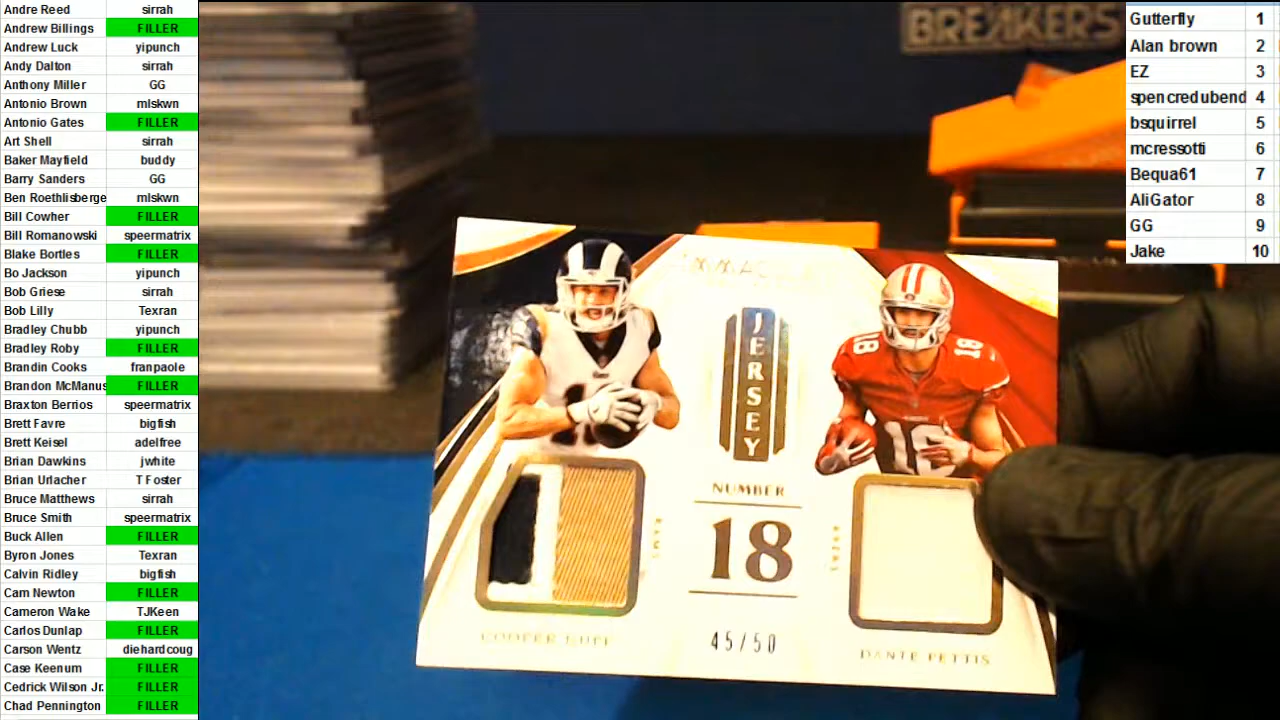 Andre Reed sirrah
Andrew Billings FILLER
Andrew Luck yipunch
Andy Dalton sirrah
Anthony Miller GG
Antonio Brown mlskwn
Antonio Gates FILLER
Art Shell sirrah
Baker Mayfield buddy
Barry Sanders GG
Ben Roethlisberge mlskwn
Bill Cowher FILLER
Bill Romanowski speermatrix
Blake Bortles FILLER
Bo Jackson yipunch
Bob Griese sirrah
Bob Lilly Texran
Bradley Chubb yipunch
Bradley Roby FILLER
Brandin Cooks franpaole
Brandon McManus FILLER
Braxton Berrios speermatrix
Brett Favre bigfish
Brett Keisel adelfree
Brian Dawkins jwhite
Brian Urlacher T Foster
Bruce Matthews sirrah
Bruce Smith speermatrix
Buck Allen FILLER
Byron Jones Texran
Calvin Ridley bigfish
Cam Newton FILLER
Cameron Wake TJKeen
Carlos Dunlap FILLER
Carson Wentz diehardcoug
Case Keenum FILLER
Cedrick Wilson Jr. FILLER
Chad Pennington FILLER
BREAKERS
JERSEY
NUMBER
18
45/50
COOPER KUPP
DANTE PETTIS
18
18
18
Gutterfly 1
Alan brown 2
EZ 3
spencredubend 4
bsquirrel 5
mcressotti 6
Bequa61 7
AliGator 8
GG 9
Jake 10